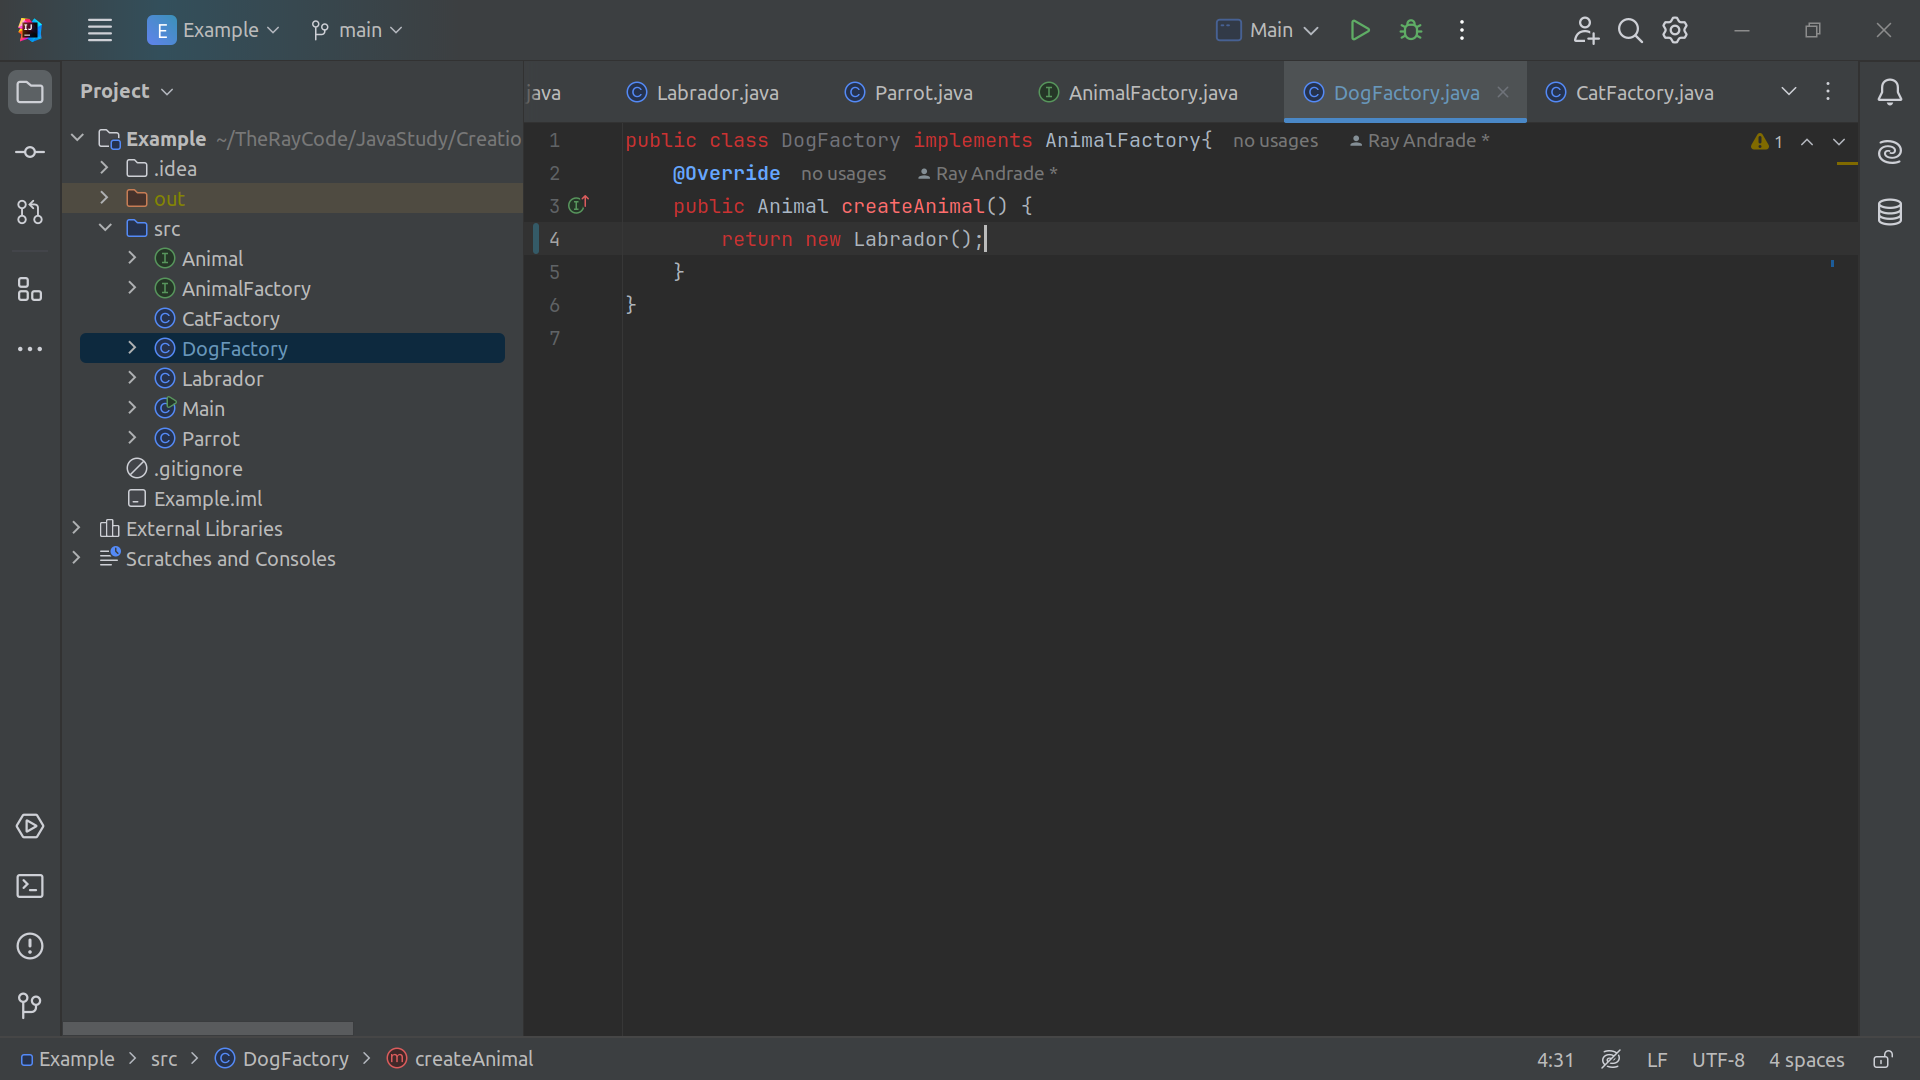 E Example main Main
Project
java Labrador.java Parrot.java AnimalFactory.java DogFactory.java CatFactory.java
Example ~/TheRayCode/JavaStudy/Creatio
.idea
out
src
Animal
AnimalFactory
CatFactory
DogFactory
Labrador
Main
Parrot
.gitignore
Example.iml
External Libraries
Scratches and Consoles
1 public class DogFactory implements AnimalFactory{ no usages Ray Andrade * 1
2 @Override no usages Ray Andrade *
3 public Animal createAnimal() {
4 return new Labrador();
5 }
6 }
7
Example src DogFactory createAnimal 4:31 LF UTF-8 4 spaces